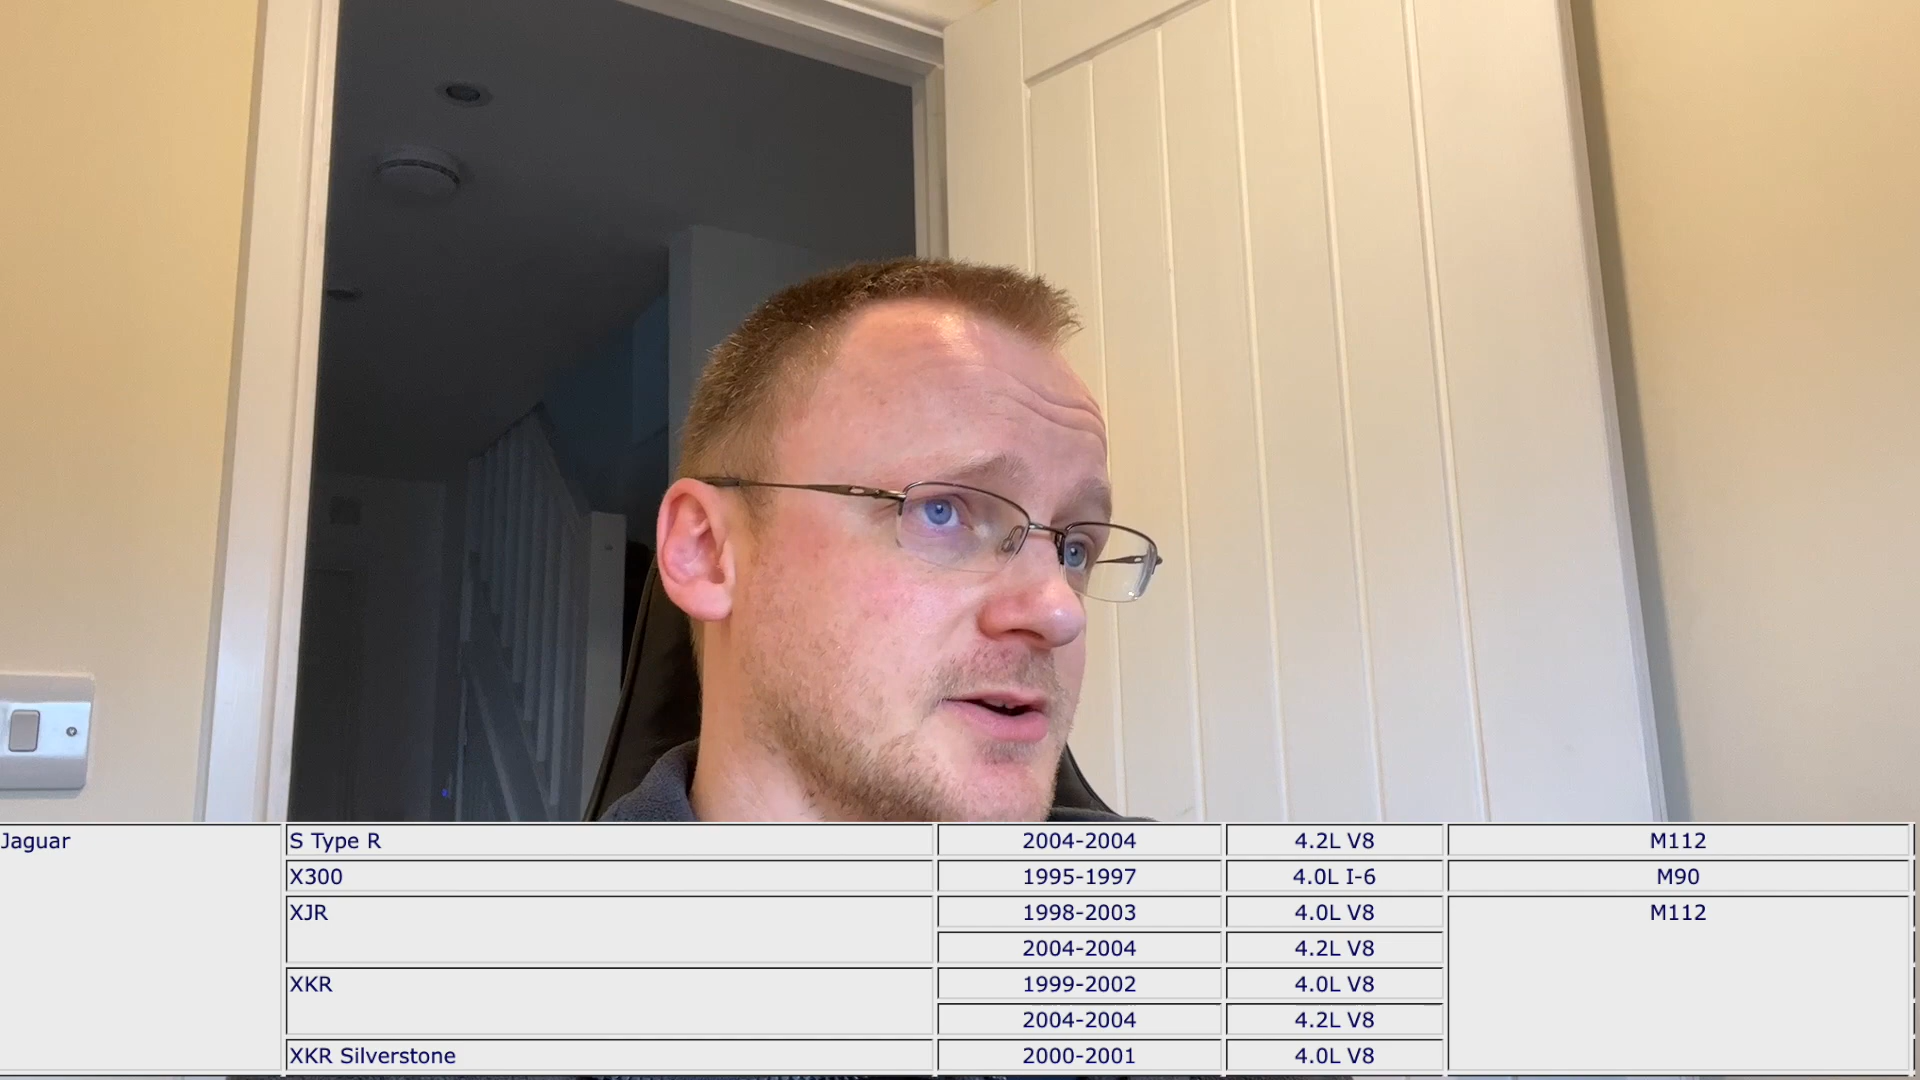 Jaguar S Type R 2004-2004 4.2L V8 M112
X300 1995-1997 4.0L I-6 M90
XJR 1998-2003 4.0L V8 M112
2004-2004 4.2L V8
XKR 1999-2002 4.0L V8
2004-2004 4.2L V8
XKR Silverstone 2000-2001 4.0L V8